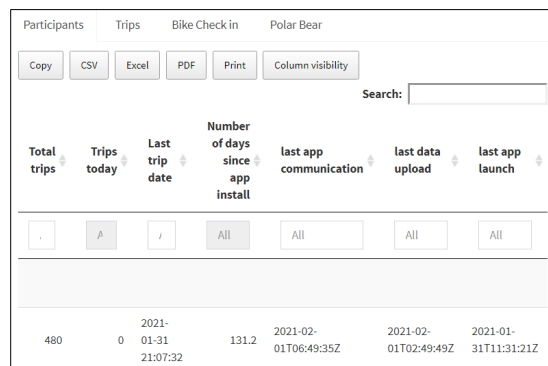 Participants Trips Bike Check in Polar Bear
Copy CSV Excel PDF Print Column visibility
Search:
Total trips Trips today Last trip date Number of days since app install last app communication last data upload last app launch
All All All All
480 0 2021-01-31 21:07:32 131.2 2021-02-01T06:49:35Z 2021-02-01T02:49:49Z 2021-01-31T11:31:21Z